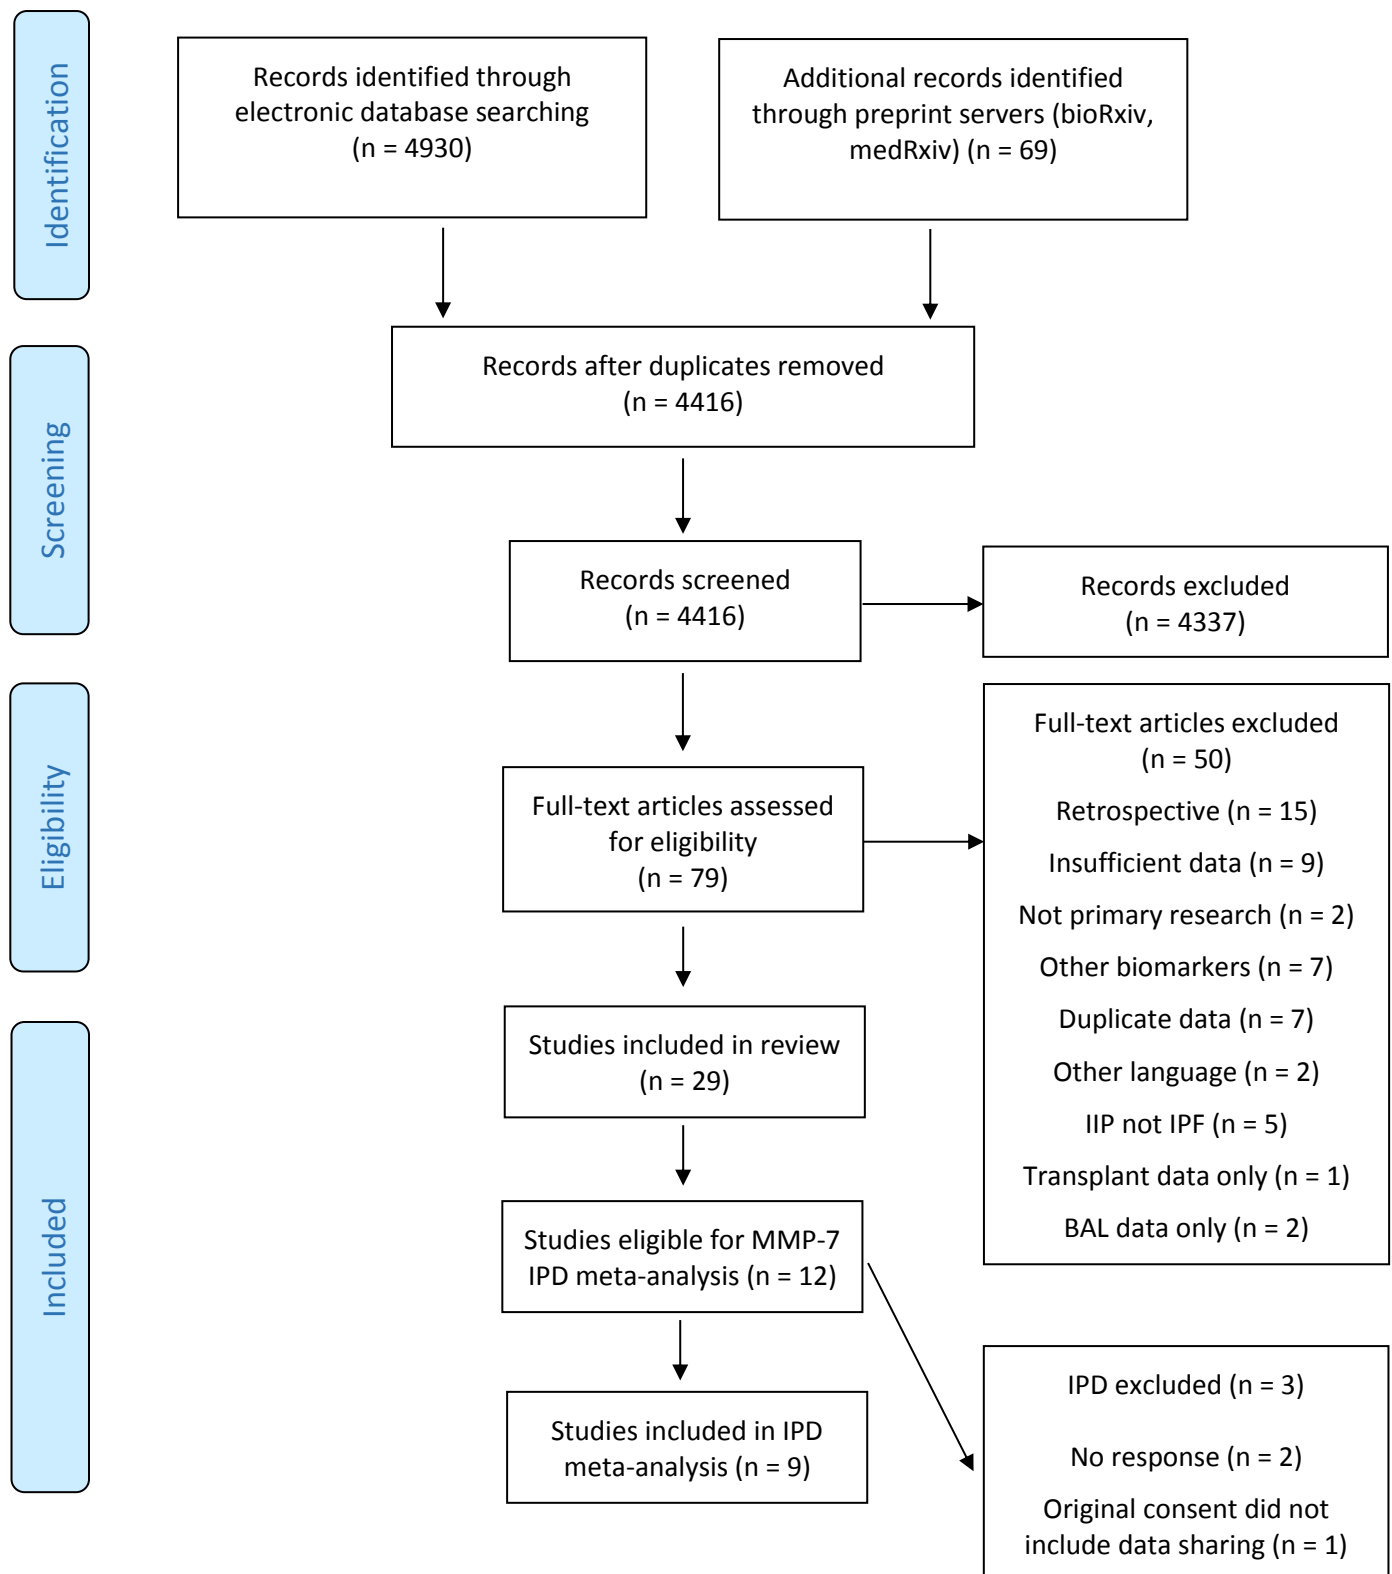 Identification
Records identified through
electronic database searching
(n = 4930)
Additional records identified
through preprint servers (bioRxiv,
medRxiv) (n = 69)
Screening
Records after duplicates removed
(n = 4416)
Records screened
(n = 4416)
Records excluded
(n = 4337)
Eligibility
Full-text articles assessed
for eligibility
(n = 79)
Full-text articles excluded
(n = 50)
Retrospective (n = 15)
Insufficient data (n = 9)
Not primary research (n = 2)
Other biomarkers (n = 7)
Duplicate data (n = 7)
Other language (n = 2)
IIP not IPF (n = 5)
Transplant data only (n = 1)
BAL data only (n = 2)
Included
Studies included in review
(n = 29)
Studies eligible for MMP-7
IPD meta-analysis (n = 12)
Studies included in IPD
meta-analysis (n = 9)
IPD excluded (n = 3)
No response (n = 2)
Original consent did not
include data sharing (n = 1)